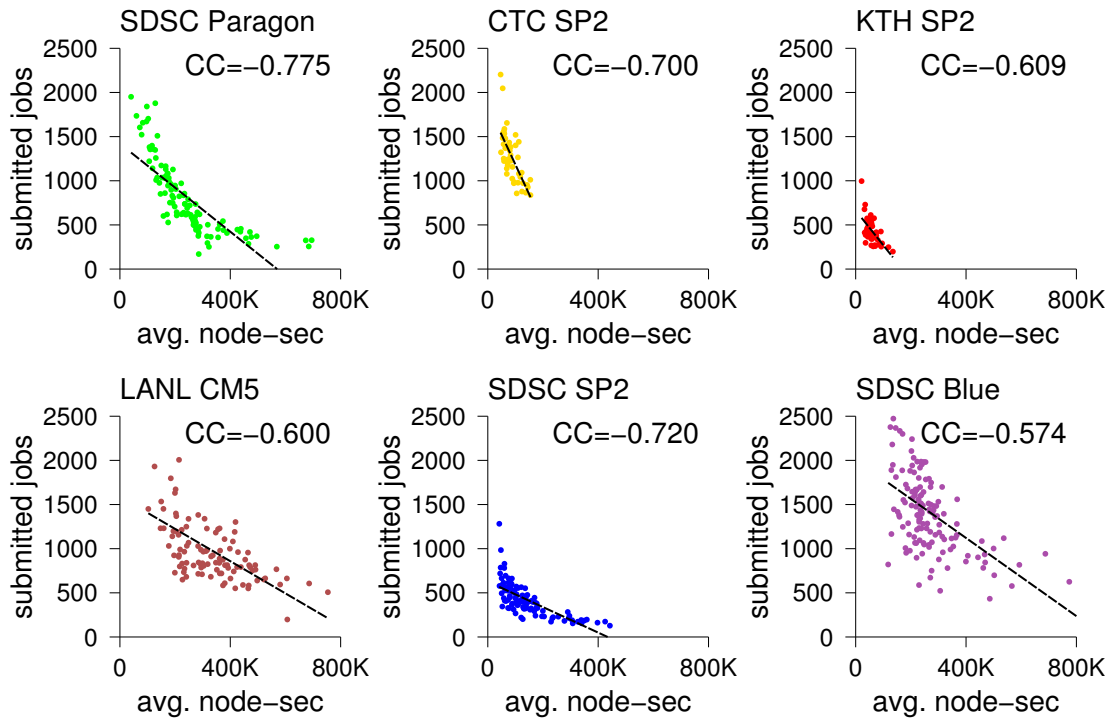 SDSC Paragon
CC=−0.775
submitted jobs
2500
2000
1500
1000
500
0
0 400K 800K
avg. node−sec
CTC SP2
CC=−0.700
submitted jobs
2500
2000
1500
1000
500
0
0 400K 800K
avg. node−sec
KTH SP2
CC=−0.609
submitted jobs
2500
2000
1500
1000
500
0
0 400K 800K
avg. node−sec
LANL CM5
CC=−0.600
submitted jobs
2500
2000
1500
1000
500
0
0 400K 800K
avg. node−sec
SDSC SP2
CC=−0.720
submitted jobs
2500
2000
1500
1000
500
0
0 400K 800K
avg. node−sec
SDSC Blue
CC=−0.574
submitted jobs
2500
2000
1500
1000
500
0
0 400K 800K
avg. node−sec